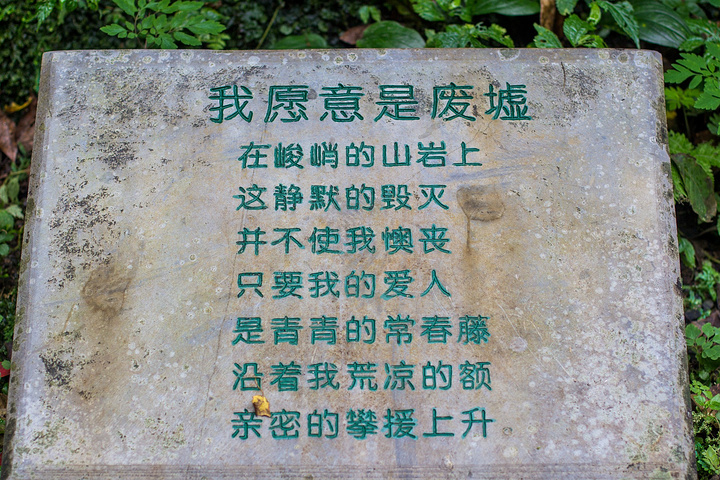 我愿意是废墟
在峻峭的山岩上
这静默的毁灭
并不使我懊丧
只要我的爱人
是青青的常春藤
沿着我荒凉的额
亲密的攀援上升